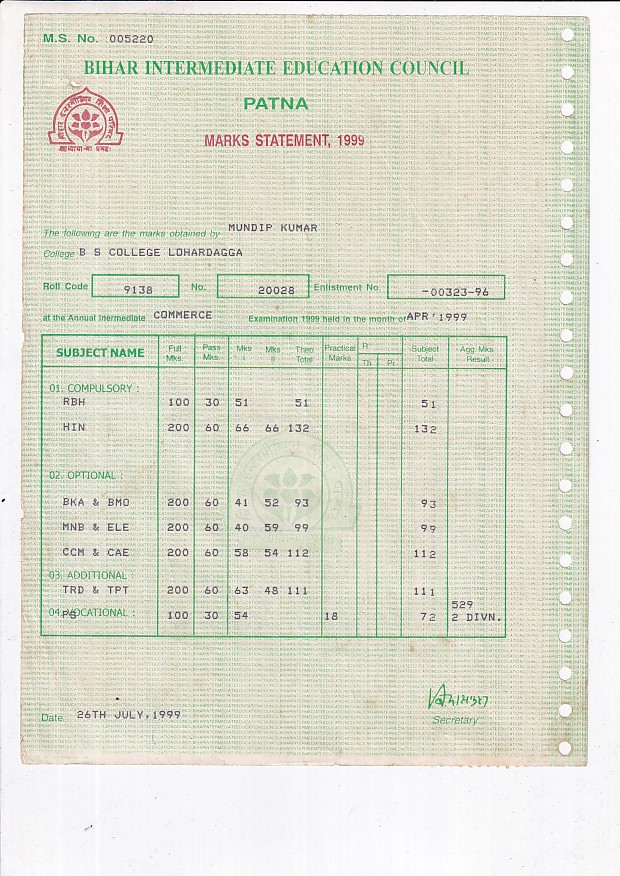 M.S. No. 005220
BIHAR INTERMEDIATE EDUCATION COUNCIL
PATNA
MARKS STATEMENT, 1999
The following are the marks obtained by MUNDIP KUMAR
College B S COLLEGE LOHARDAGGA
Roll Code 9138 No. 20028 Enlistment No. -00323-96
at the Annual Inermediate COMMERCE Examination 1999 held in the month of APR'1999
SUBJECT NAME Full Mks. Pass Mks. Mks I Mks II Theo Total Practical Marks Th Pr Subject Total Agg. Mks. Result
01. COMPULSORY :
RBH 100 30 51 51 51
HIN 200 60 66 66 132 132
02. OPTIONAL :
BKA & BMO 200 60 41 52 93 93
MNB & ELE 200 60 40 59 99 99
CCM & CAE 200 60 58 54 112 112
03. ADDITIONAL :
TRD & TPT 200 60 63 48 111 111
529
04. VOCATIONAL :
PS 100 30 54 18 72 2 DIVN.
Date 26TH JULY,1999
Secretary